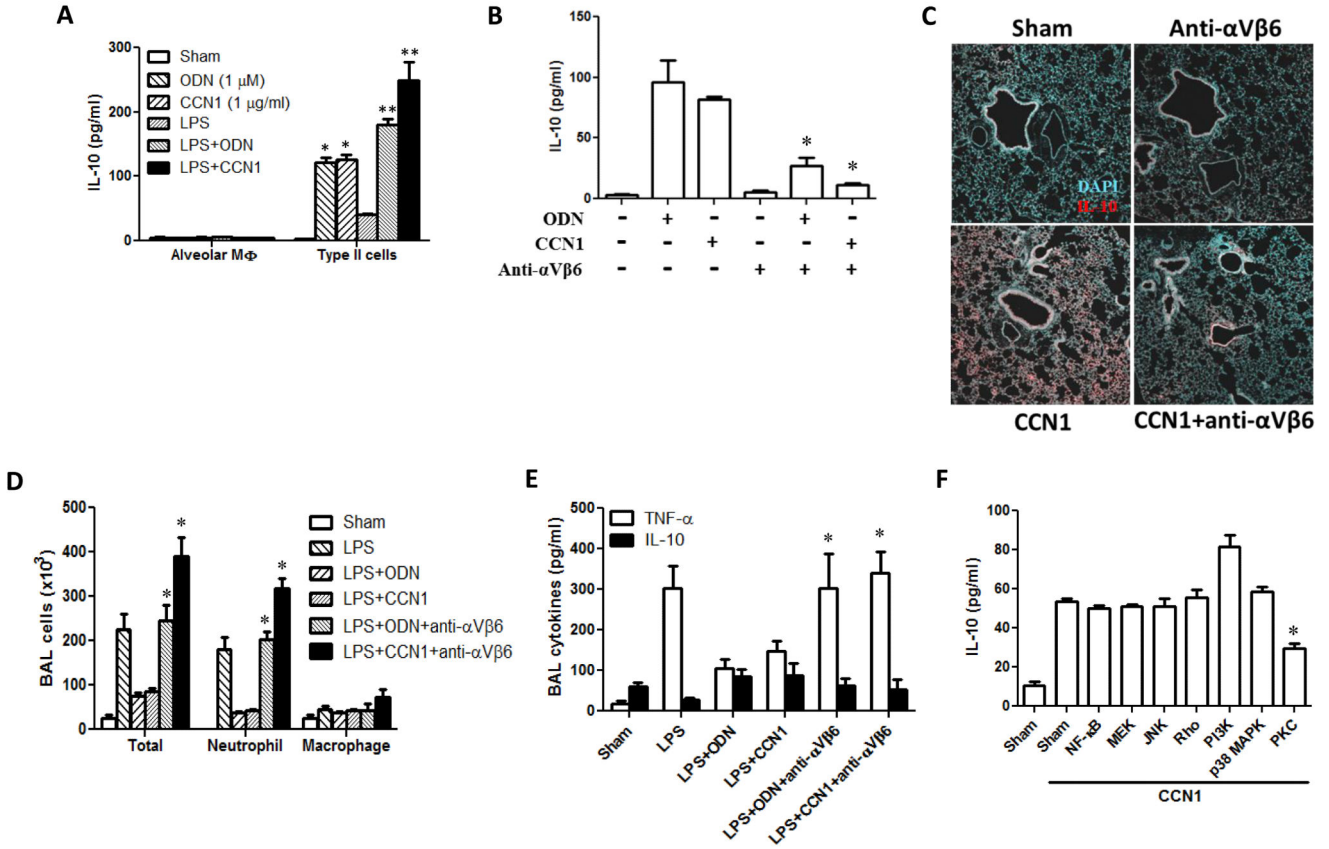 A
IL-10 (pg/ml)
300
200
100
0
Sham
ODN (1 μM)
CCN1 (1 μg/ml)
LPS
LPS+ODN
LPS+CCN1
* * ** **
Alveolar MΦ Type II cells
B
IL-10 (pg/ml)
150
100
50
0
* *
ODN - + - - + -
CCN1 - - + - - +
Anti-αVβ6 - - - + + +
C
Sham Anti-αVβ6
DAPI
IL-10
CCN1 CCN1+anti-αVβ6
D
BAL cells (x10³)
500
400
300
200
100
0
* * * *
Sham
LPS
LPS+ODN
LPS+CCN1
LPS+ODN+anti-αVβ6
LPS+CCN1+anti-αVβ6
Total Neutrophil Macrophage
E
BAL cytokines (pg/ml)
500
400
300
200
100
0
TNF-α
IL-10
* *
Sham
LPS
LPS+ODN
LPS+CCN1
LPS+ODN+anti-αVβ6
LPS+CCN1+anti-αVβ6
F
IL-10 (pg/ml)
80
60
40
20
0
*
Sham
Sham
NF-κB
MEK
JNK
Rho
PI3K
p38 MAPK
PKC
CCN1